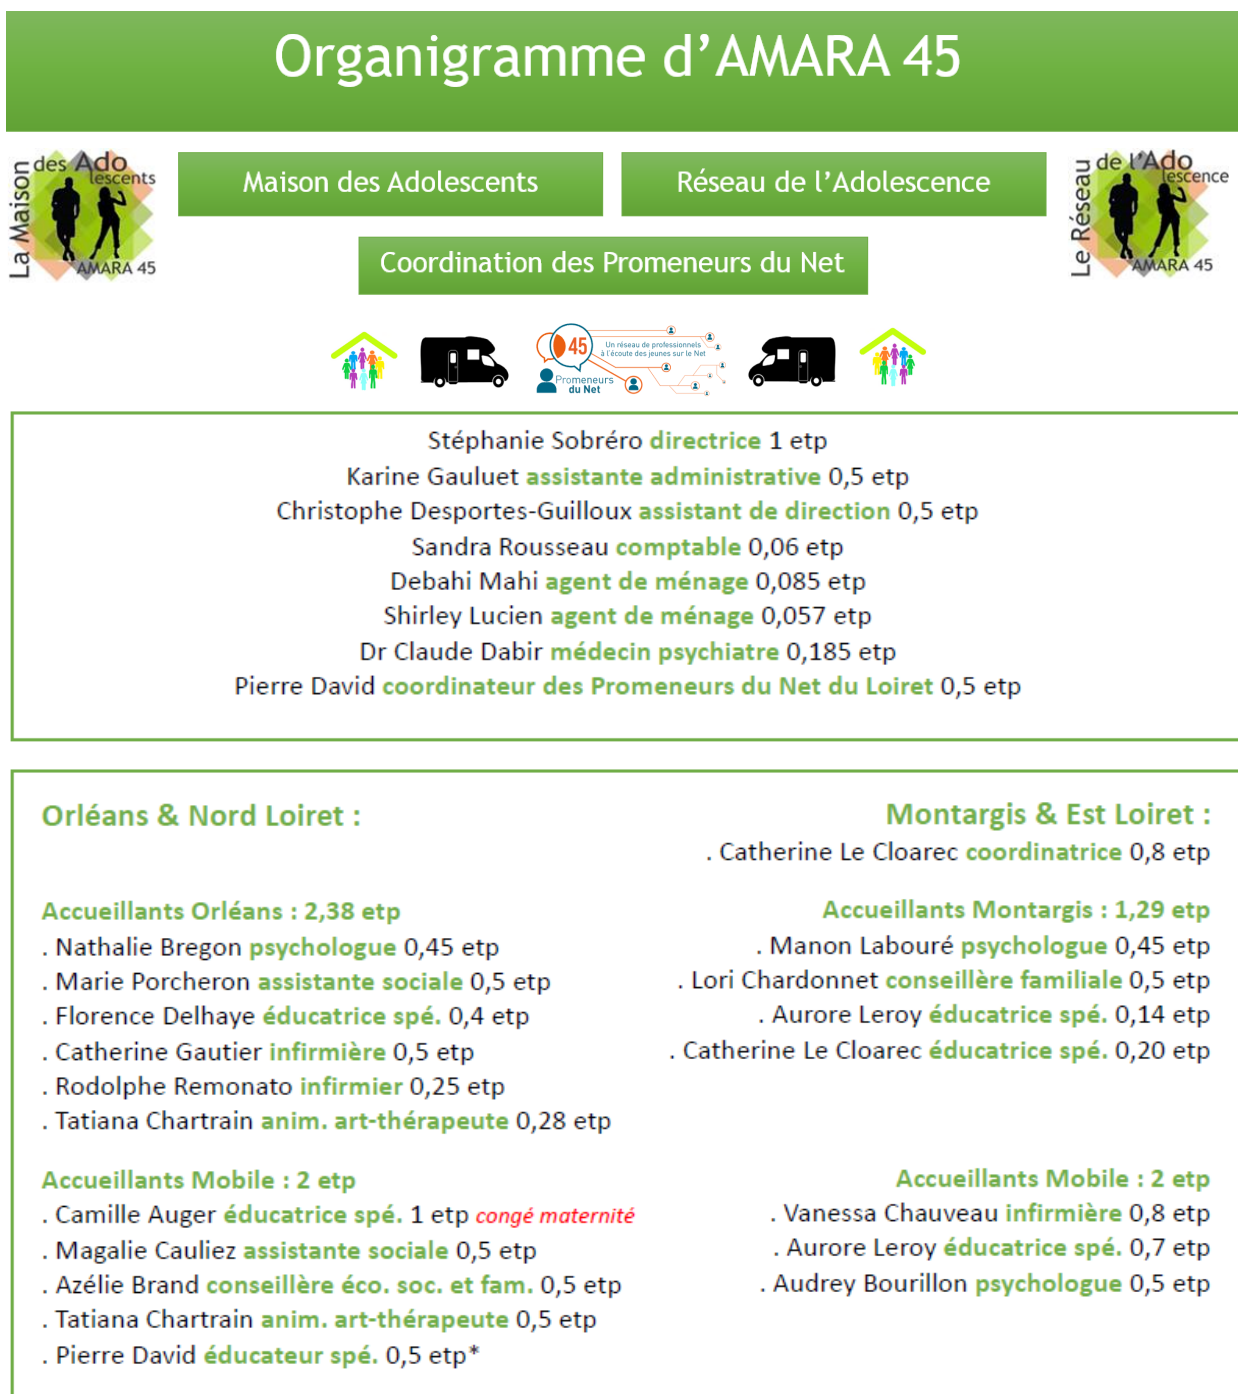 Organigramme d'AMARA 45
La Maison des Adolescents
AMARA 45
Maison des Adolescents
Réseau de l'Adolescence
Le Réseau de l'Adolescence
AMARA 45
Coordination des Promeneurs du Net
45
Un réseau de professionnels
à l'écoute des jeunes sur le Net
Promeneurs
du Net
Stéphanie Sobréro directrice 1 etp
Karine Gauluet assistante administrative 0,5 etp
Christophe Desportes-Guilloux assistant de direction 0,5 etp
Sandra Rousseau comptable 0,06 etp
Debahi Mahi agent de ménage 0,085 etp
Shirley Lucien agent de ménage 0,057 etp
Dr Claude Dabir médecin psychiatre 0,185 etp
Pierre David coordinateur des Promeneurs du Net du Loiret 0,5 etp
Orléans & Nord Loiret :
Accueillants Orléans : 2,38 etp
. Nathalie Bregon psychologue 0,45 etp
. Marie Porcheron assistante sociale 0,5 etp
. Florence Delhaye éducatrice spé. 0,4 etp
. Catherine Gautier infirmière 0,5 etp
. Rodolphe Remonato infirmier 0,25 etp
. Tatiana Chartrain anim. art-thérapeute 0,28 etp
Accueillants Mobile : 2 etp
. Camille Auger éducatrice spé. 1 etp congé maternité
. Magalie Cauliez assistante sociale 0,5 etp
. Azélie Brand conseillère éco. soc. et fam. 0,5 etp
. Tatiana Chartrain anim. art-thérapeute 0,5 etp
. Pierre David éducateur spé. 0,5 etp*
Montargis & Est Loiret :
. Catherine Le Cloarec coordinatrice 0,8 etp
Accueillants Montargis : 1,29 etp
. Manon Labouré psychologue 0,45 etp
. Lori Chardonnet conseillère familiale 0,5 etp
. Aurore Leroy éducatrice spé. 0,14 etp
. Catherine Le Cloarec éducatrice spé. 0,20 etp
Accueillants Mobile : 2 etp
. Vanessa Chauveau infirmière 0,8 etp
. Aurore Leroy éducatrice spé. 0,7 etp
. Audrey Bourillon psychologue 0,5 etp